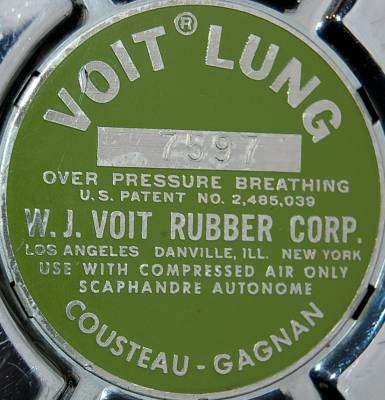 VOIT® LUNG
7597
OVER PRESSURE BREATHING
U.S. PATENT NO. 2,485,039
W.J. VOIT RUBBER CORP.
LOS ANGELES DANVILLE, ILL. NEW YORK
USE WITH COMPRESSED AIR ONLY
SCAPHANDRE AUTONOME
COUSTEAU - GAGNAN